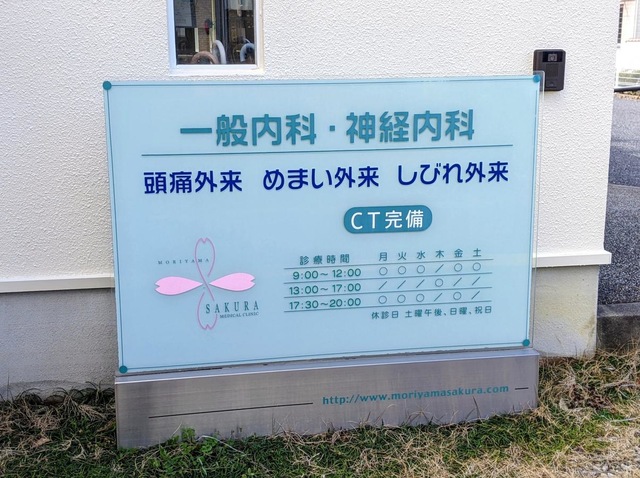 一般内科・神経内科
頭痛外来 めまい外来 しびれ外来
CT完備
MORIYAMA
SAKURA
MEDICAL CLINIC
診療時間 月 火 水 木 金 土
9:00～12:00 ○ ○ ○ ／ ○ ○
13:00～17:00
17:30～20:00 ○ ○ ○ ／ ○ ／
休診日 土曜午後、日曜、祝日
http://www.moriyamasakura.com